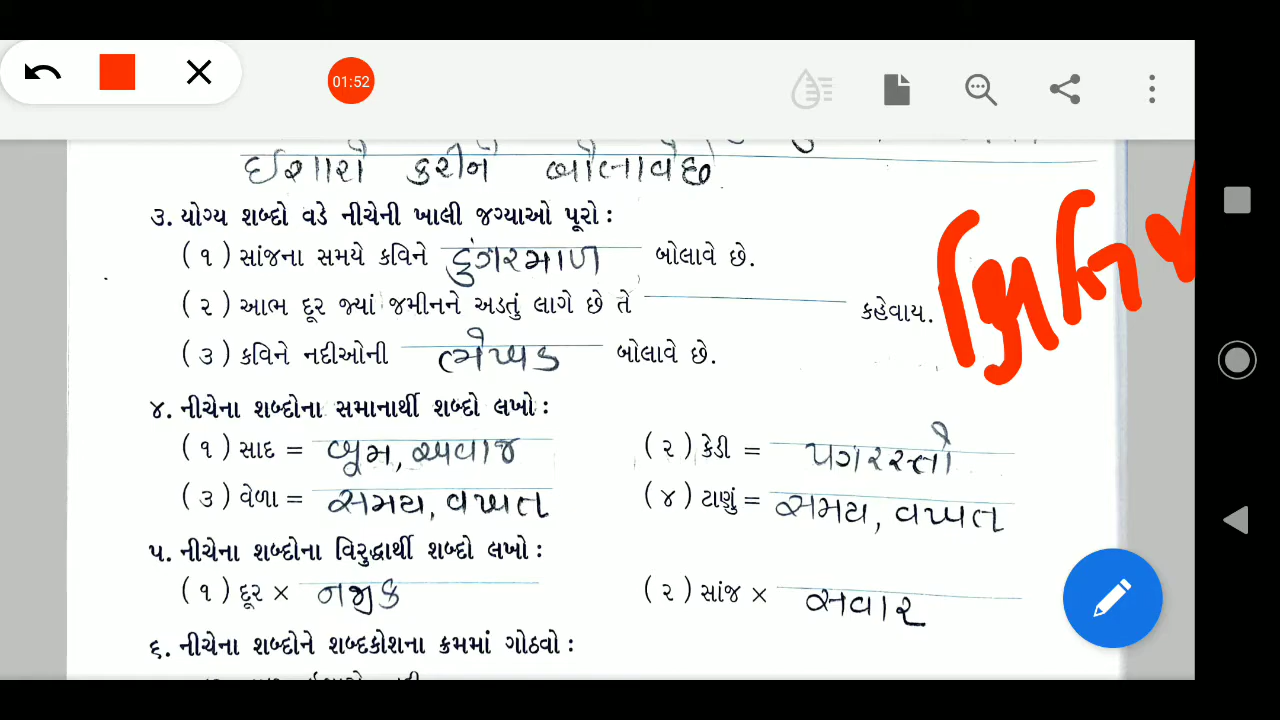 01:52
ઈશારો કરીને બોલાવેછે
૩. યોગ્ય શબ્દો વડે નીચેની ખાલી જગ્યાઓ પૂરો :
( ૧ ) સાંજના સમયે કવિને ડુંગરમાળ બોલાવે છે.
( ૨ ) આભ દૂર જ્યાં જમીનને અડતું લાગે છે તે ____ કહેવાય. ક્ષિતિજ
( ૩ ) કવિને નદીઓની ભેખડ બોલાવે છે.
૪. નીચેના શબ્દોના સમાનાર્થી શબ્દો લખો :
( ૧ ) સાદ = બૂમ, અવાજ ( ૨ ) કેડી = પગરસ્તો
( ૩ ) વેળા = સમય, વખત ( ૪ ) ટાણું = સમય, વખત
૫. નીચેના શબ્દોના વિરુદ્ધાર્થી શબ્દો લખો :
( ૧ ) દૂર × નજીક ( ૨ ) સાંજ × સવાર
૬. નીચેના શબ્દોને શબ્દકોશના ક્રમમાં ગોઠવો :